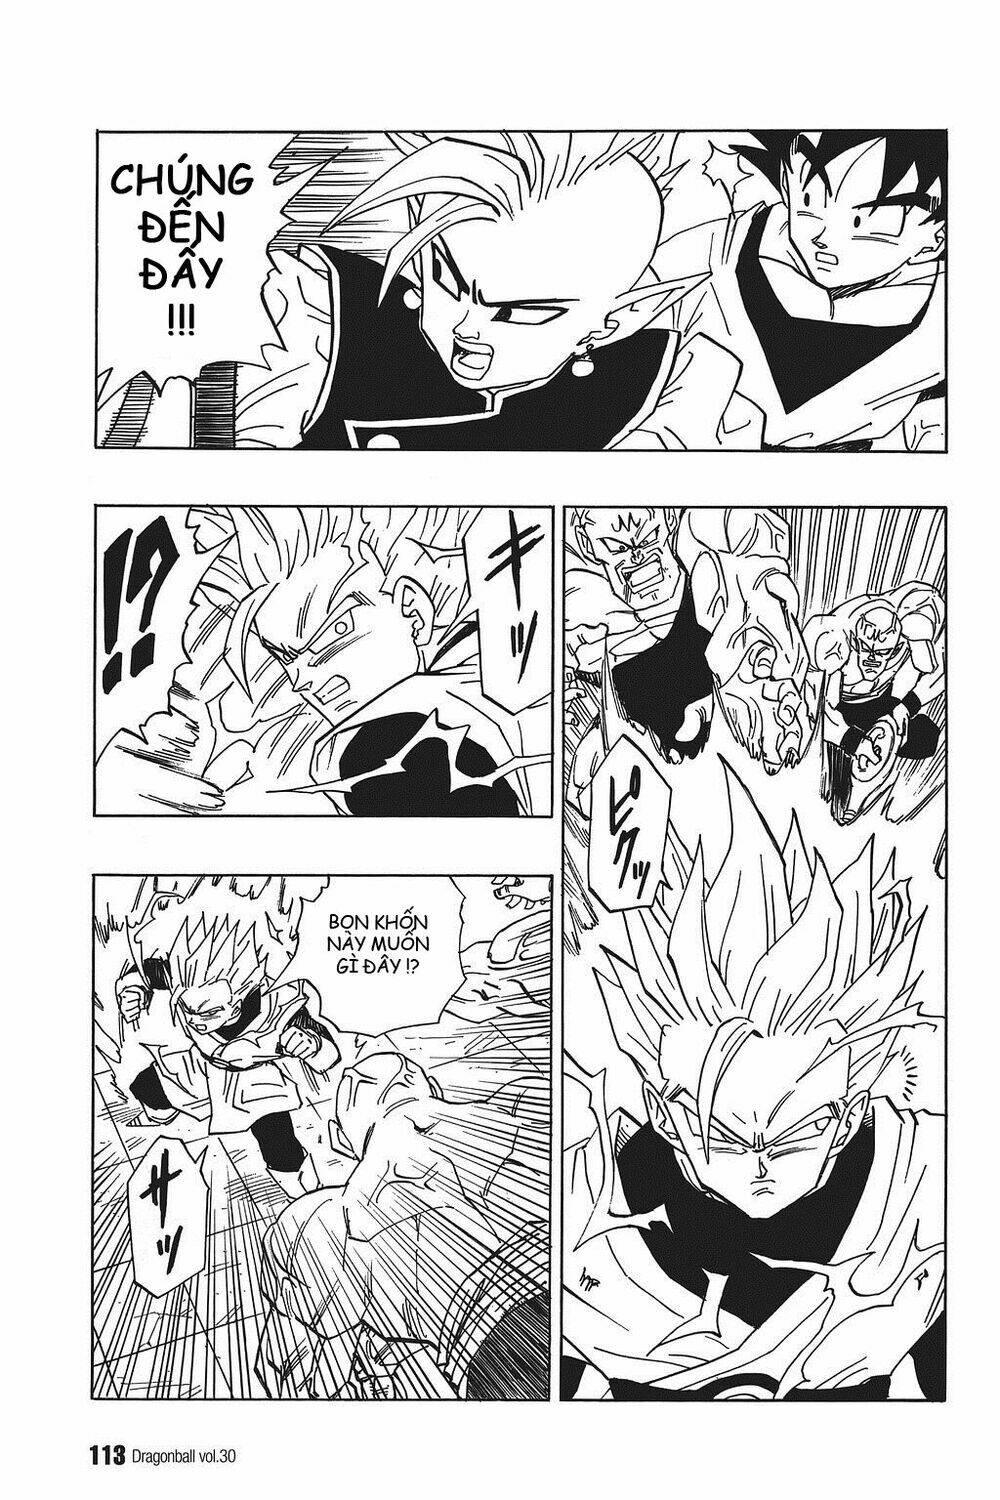 CHÚNG
ĐẾN
ĐẤY
!!!
!?
キッ
ピクッ
BỌN KHỐN
NÀY MUỐN
GÌ ĐÂY !?
サッ
113 Dragonball vol.30